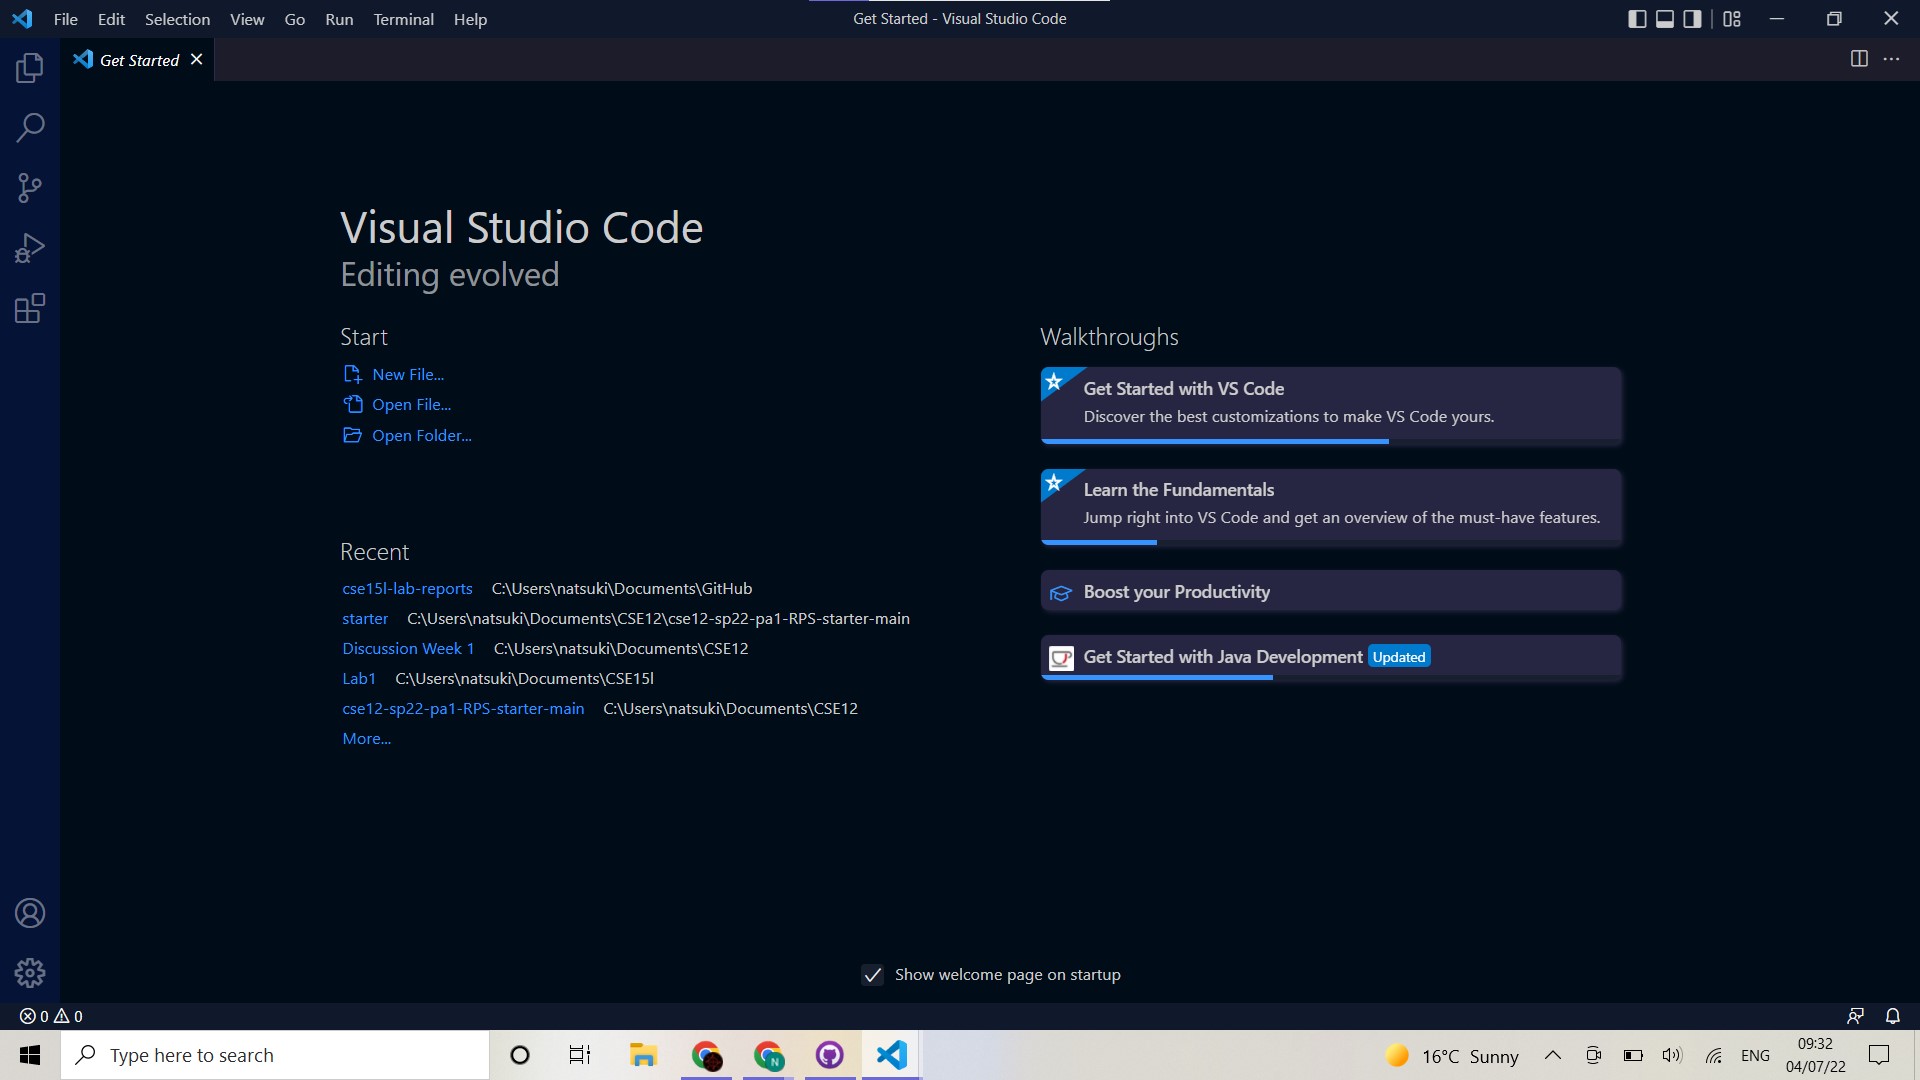 File Edit Selection View Go Run Terminal Help Get Started - Visual Studio Code
Get Started
Visual Studio Code
Editing evolved
Start
New File...
Open File...
Open Folder...
Recent
cse15l-lab-reports C:\Users\natsuki\Documents\GitHub
starter C:\Users\natsuki\Documents\CSE12\cse12-sp22-pa1-RPS-starter-main
Discussion Week 1 C:\Users\natsuki\Documents\CSE12
Lab1 C:\Users\natsuki\Documents\CSE15l
cse12-sp22-pa1-RPS-starter-main C:\Users\natsuki\Documents\CSE12
More...
Walkthroughs
Get Started with VS Code
Discover the best customizations to make VS Code yours.
Learn the Fundamentals
Jump right into VS Code and get an overview of the must-have features.
Boost your Productivity
Get Started with Java Development Updated
Show welcome page on startup
0 0
Type here to search
N
16°C Sunny
ENG
09:32
04/07/22